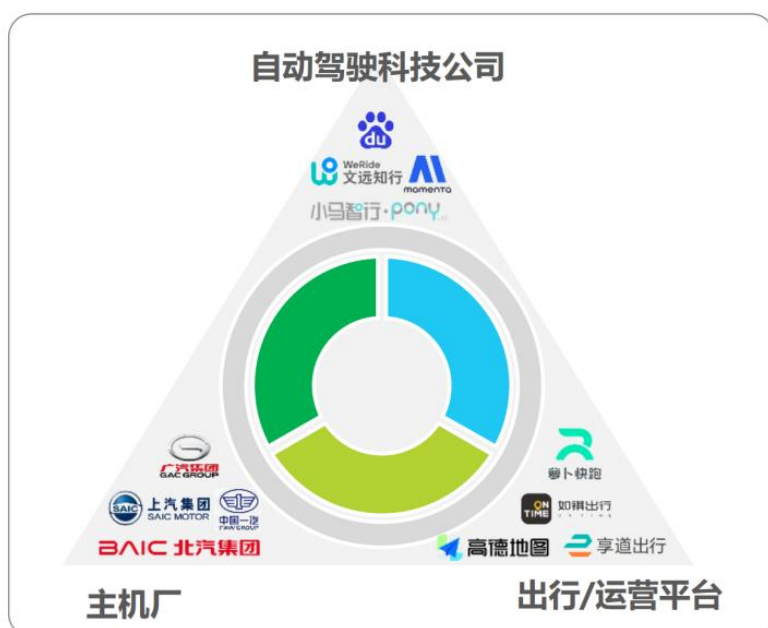 自动驾驶科技公司
du
WeRide
文远知行
momenta
小马智行·pony.ai
广汽集团
GAC GROUP
上汽集团
SAIC MOTOR
SAIC
中国一汽
FAW GROUP
BAIC 北汽集团
萝卜快跑
ON TIME
如祺出行
高德地图
享道出行
主机厂
出行/运营平台